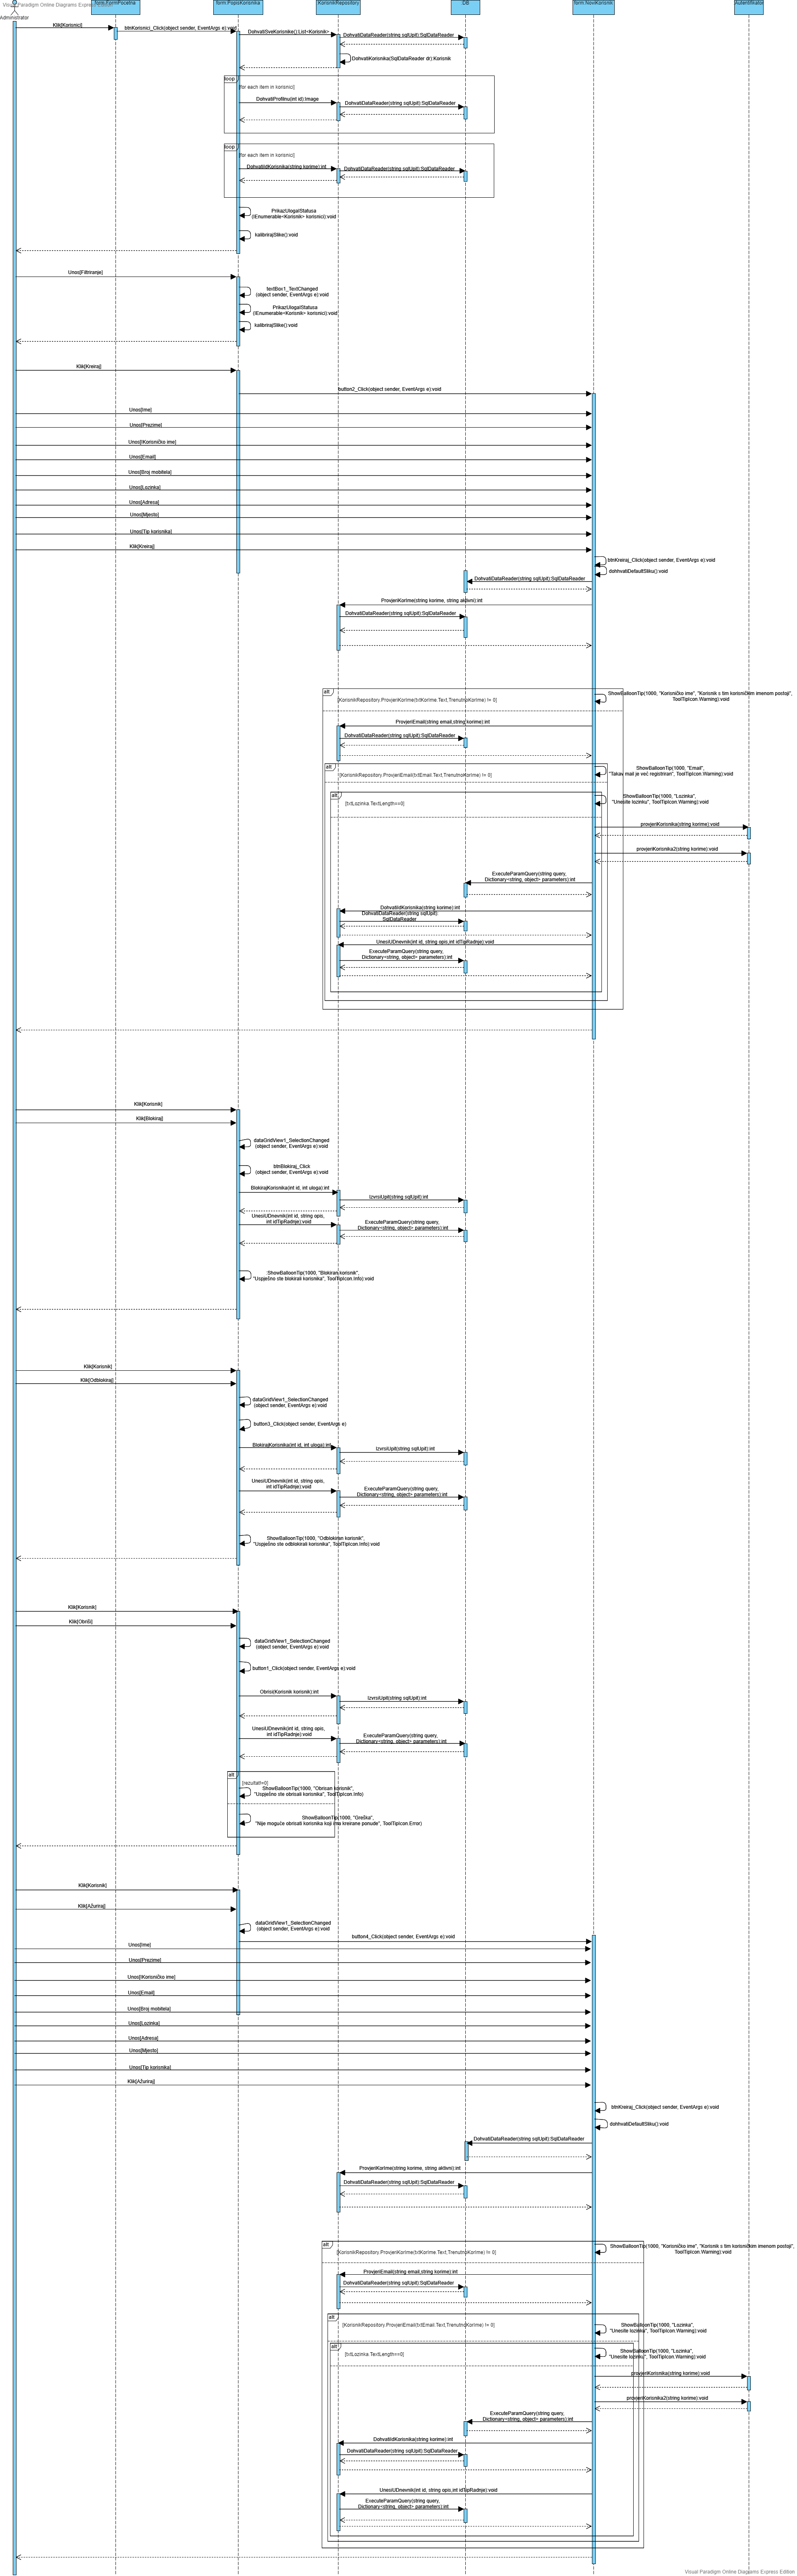 Visual Paradigm Online Diagrams Express Edition
form:FormPocetna
form:PopisKorisnika
KorisnikRepository
:DB
form:NoviKorisnik
Autentifikator
Administrator
Klik[Korisnici]
btnKorisnici_Click(object sender, EventArgs e):void
DohvatiSveKorisnike():List<Korisnik>
DohvatiDataReader(string sqlUpit):SqlDataReader
DohvatiKorisnika(SqlDataReader dr):Korisnik
loop
[for each item in korisnici]
DohvatiProfilnu(int id):Image
DohvatiDataReader(string sqlUpit):SqlDataReader
loop
[for each item in korisnici]
DohvatiIdKorisnika(string korime):int
DohvatiDataReader(string sqlUpit):SqlDataReader
PrikazUlogaIStatusa
(IEnumerable<Korisnik> korisnici):void
kalibrirajSlike():void
Unos[Filtriranje]
textBox1_TextChanged
(object sender, EventArgs e):void
PrikazUlogaIStatusa
(IEnumerable<Korisnik> korisnici):void
kalibrirajSlike():void
Klik[Kreiraj]
button2_Click(object sender, EventArgs e):void
Unos[Ime]
Unos[Prezime]
Unos[IKorisničko ime]
Unos[Email]
Unos[Broj mobitela]
Unos[Lozinka]
Unos[Adresa]
Unos[Mjesto]
Unos[Tip korisnika]
Klik[Kreiraj]
btnKreiraj_Click(object sender, EventArgs e):void
dohhvatiDefaultSliku():void
DohvatiDataReader(string sqlUpit):SqlDataReader
ProvjeriKorIme(string korime, string aktivni):int
DohvatiDataReader(string sqlUpit):SqlDataReader
alt
[KorisnikRepository.ProvjeriKorIme(txtKorime.Text,TrenutnoKorime) != 0]
ShowBalloonTip(1000, "Korisničko ime", "Korisnik s tim korisničkim imenom postoji",
ToolTipIcon.Warning):void
ProvjeriEmail(string email,string korime):int
DohvatiDataReader(string sqlUpit):SqlDataReader
alt
[KorisnikRepository.ProvjeriEmail(txtEmail.Text,TrenutnoKorime) != 0]
ShowBalloonTip(1000, "Email",
"Takav mail je već registriran", ToolTipIcon.Warning):void
alt
[txtLozinka.TextLength==0]
ShowBalloonTip(1000, "Lozinka",
"Unesite lozinku", ToolTipIcon.Warning):void
provjeriKorisnika(string korime):void
provjeriKorisnika2(string korime):void
ExecuteParamQuery(string query,
Dictionary<string, object> parameters):int
DohvatiIdKorisnika(string korime):int
DohvatiDataReader(string sqlUpit):
SqlDataReader
UnesiUDnevnik(int id, string opis,int idTipRadnje):void
ExecuteParamQuery(string query,
Dictionary<string, object> parameters):int
Klik[Korisnik]
Klik[Blokiraj]
dataGridView1_SelectionChanged
(object sender, EventArgs e):void
btnBlokiraj_Click
(object sender, EventArgs e):void
BlokirajKorisnika(int id, int uloga):int
IzvrsiUpit(string sqlUpit):int
UnesiUDnevnik(int id, string opis,
int idTipRadnje):void
ExecuteParamQuery(string query,
Dictionary<string, object> parameters):int
:ShowBalloonTip(1000, "Blokiran korisnik",
"Uspješno ste blokirali korisnika", ToolTipIcon.Info):void
Klik[Korisnik]
Klik[Odblokiraj]
dataGridView1_SelectionChanged
(object sender, EventArgs e):void
button3_Click(object sender, EventArgs e)
BlokirajKorisnika(int id, int uloga):int
IzvrsiUpit(string sqlUpit):int
UnesiUDnevnik(int id, string opis,
int idTipRadnje):void
ExecuteParamQuery(string query,
Dictionary<string, object> parameters):int
:ShowBalloonTip(1000, "Odblokiran korisnik",
"Uspješno ste odblokirali korisnika", ToolTipIcon.Info):void
Klik[Korisnik]
Klik[Obriši]
dataGridView1_SelectionChanged
(object sender, EventArgs e):void
button1_Click(object sender, EventArgs e):void
Obrisi(Korisnik korisnik):int
IzvrsiUpit(string sqlUpit):int
UnesiUDnevnik(int id, string opis,
int idTipRadnje):void
ExecuteParamQuery(string query,
Dictionary<string, object> parameters):int
alt
[rezultat!=0]
ShowBalloonTip(1000, "Obrisan korisnik",
"Uspješno ste obrisali korisnika", ToolTipIcon.Info)
ShowBalloonTip(1000, "Greška",
"Nije moguće obrisati korisnika koji ima kreirane ponude", ToolTipIcon.Error)
Klik[Korisnik]
Klik[Ažuriraj]
dataGridView1_SelectionChanged
(object sender, EventArgs e):void
button4_Click(object sender, EventArgs e):void
Unos[Ime]
Unos[Prezime]
Unos[IKorisničko ime]
Unos[Email]
Unos[Broj mobitela]
Unos[Lozinka]
Unos[Adresa]
Unos[Mjesto]
Unos[Tip korisnika]
Klik[Ažuriraj]
btnKreiraj_Click(object sender, EventArgs e):void
dohhvatiDefaultSliku():void
DohvatiDataReader(string sqlUpit):SqlDataReader
ProvjeriKorIme(string korime, string aktivni):int
DohvatiDataReader(string sqlUpit):SqlDataReader
alt
[KorisnikRepository.ProvjeriKorIme(txtKorime.Text,TrenutnoKorime) != 0]
ShowBalloonTip(1000, "Korisničko ime", "Korisnik s tim korisničkim imenom postoji",
ToolTipIcon.Warning):void
ProvjeriEmail(string email,string korime):int
DohvatiDataReader(string sqlUpit):SqlDataReader
alt
[KorisnikRepository.ProvjeriEmail(txtEmail.Text,TrenutnoKorime) != 0]
ShowBalloonTip(1000, "Lozinka",
"Unesite lozinku", ToolTipIcon.Warning):void
alt
[txtLozinka.TextLength==0]
ShowBalloonTip(1000, "Lozinka",
"Unesite lozinku", ToolTipIcon.Warning):void
provjeriKorisnika(string korime):void
provjeriKorisnika2(string korime):void
ExecuteParamQuery(string query,
Dictionary<string, object> parameters):int
DohvatiIdKorisnika(string korime):int
DohvatiDataReader(string sqlUpit):SqlDataReader
UnesiUDnevnik(int id, string opis,int idTipRadnje):void
ExecuteParamQuery(string query,
Dictionary<string, object> parameters):int
Visual Paradigm Online Diagrams Express Edition